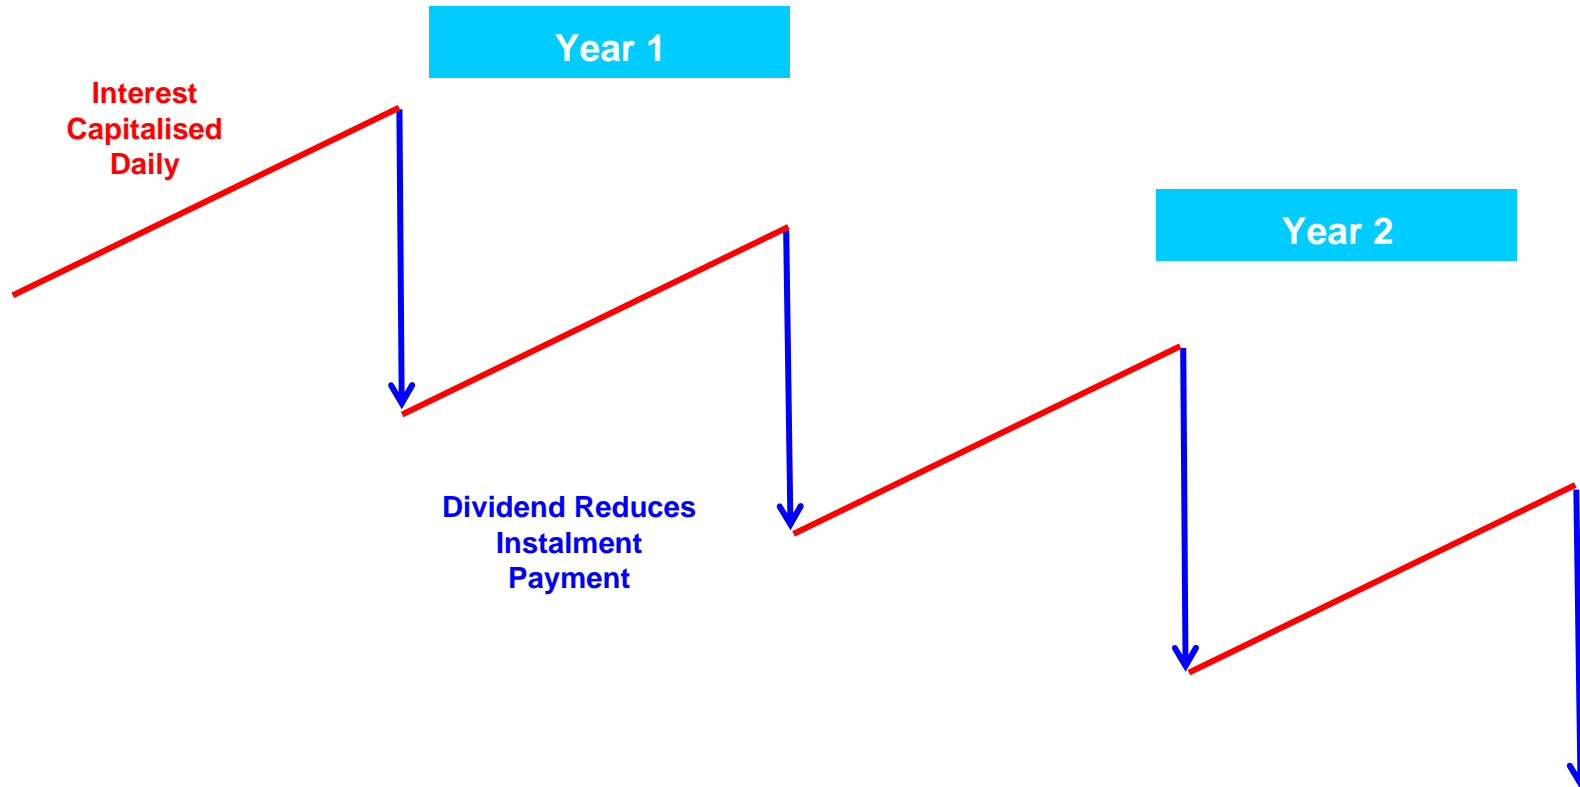 Year 1
Interest
Capitalised
Daily
Year 2
Dividend Reduces
Instalment
Payment